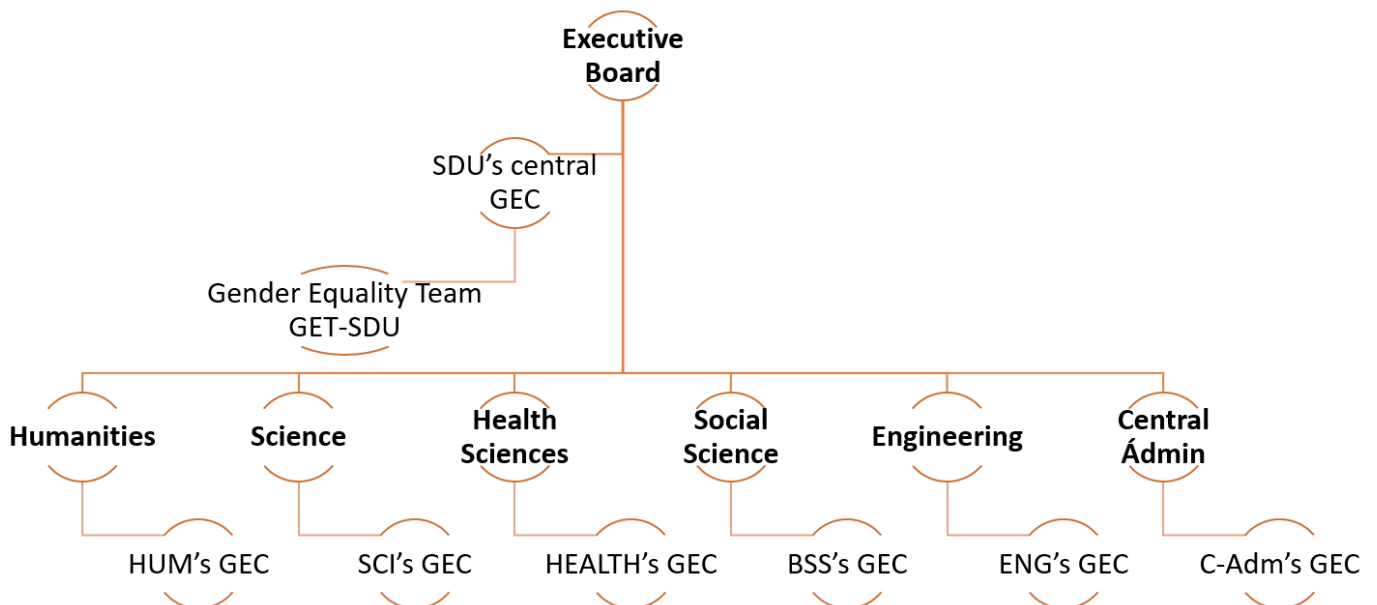 Executive
Board
SDU’s central
GEC
Gender Equality Team
GET-SDU
Humanities
Science
Health
Sciences
Social
Science
Engineering
Central
Ádmin
HUM’s GEC
SCI’s GEC
HEALTH’s GEC
BSS’s GEC
ENG’s GEC
C-Adm’s GEC